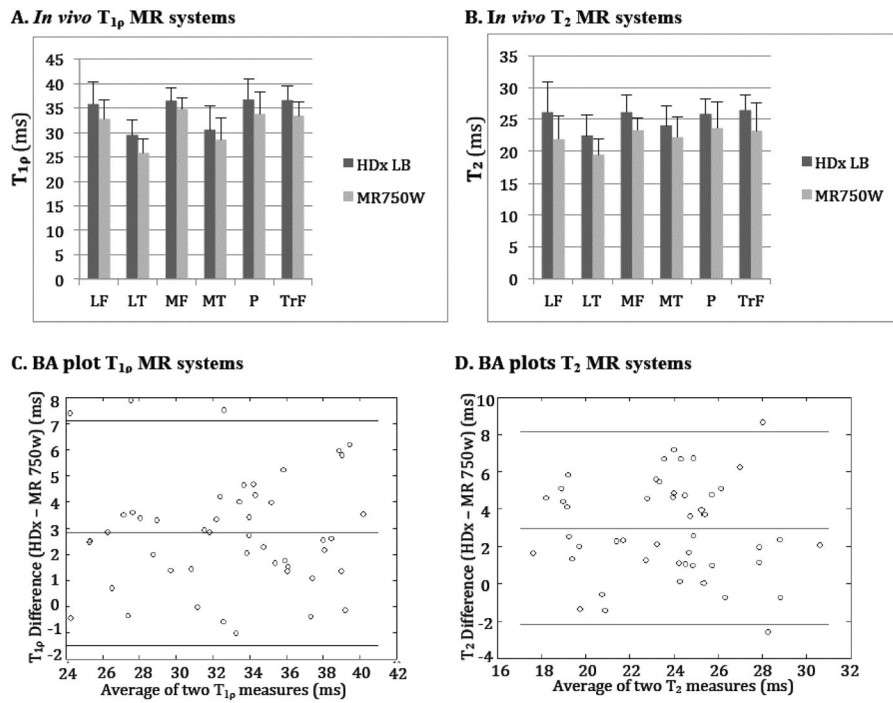 A. In vivo T1ρ MR systems
45
40
35
30
25
20
15
10
5
0
T1ρ (ms)
LF LT MF MT P TrF
HDx LB
MR750W
B. In vivo T2 MR systems
35
30
25
20
15
10
5
0
T2 (ms)
LF LT MF MT P TrF
HDx LB
MR750W
C. BA plot T1ρ MR systems
8
7
6
5
4
3
2
1
0
-1
-2
T1ρ Difference (HDx – MR 750w) (ms)
24 26 28 30 32 34 36 38 40 42
Average of two T1ρ measures (ms)
D. BA plots T2 MR systems
10
8
6
4
2
0
-2
-4
T2 Difference (HDx – MR 750w) (ms)
16 18 20 22 24 26 28 30 32
Average of two T2 measures (ms)